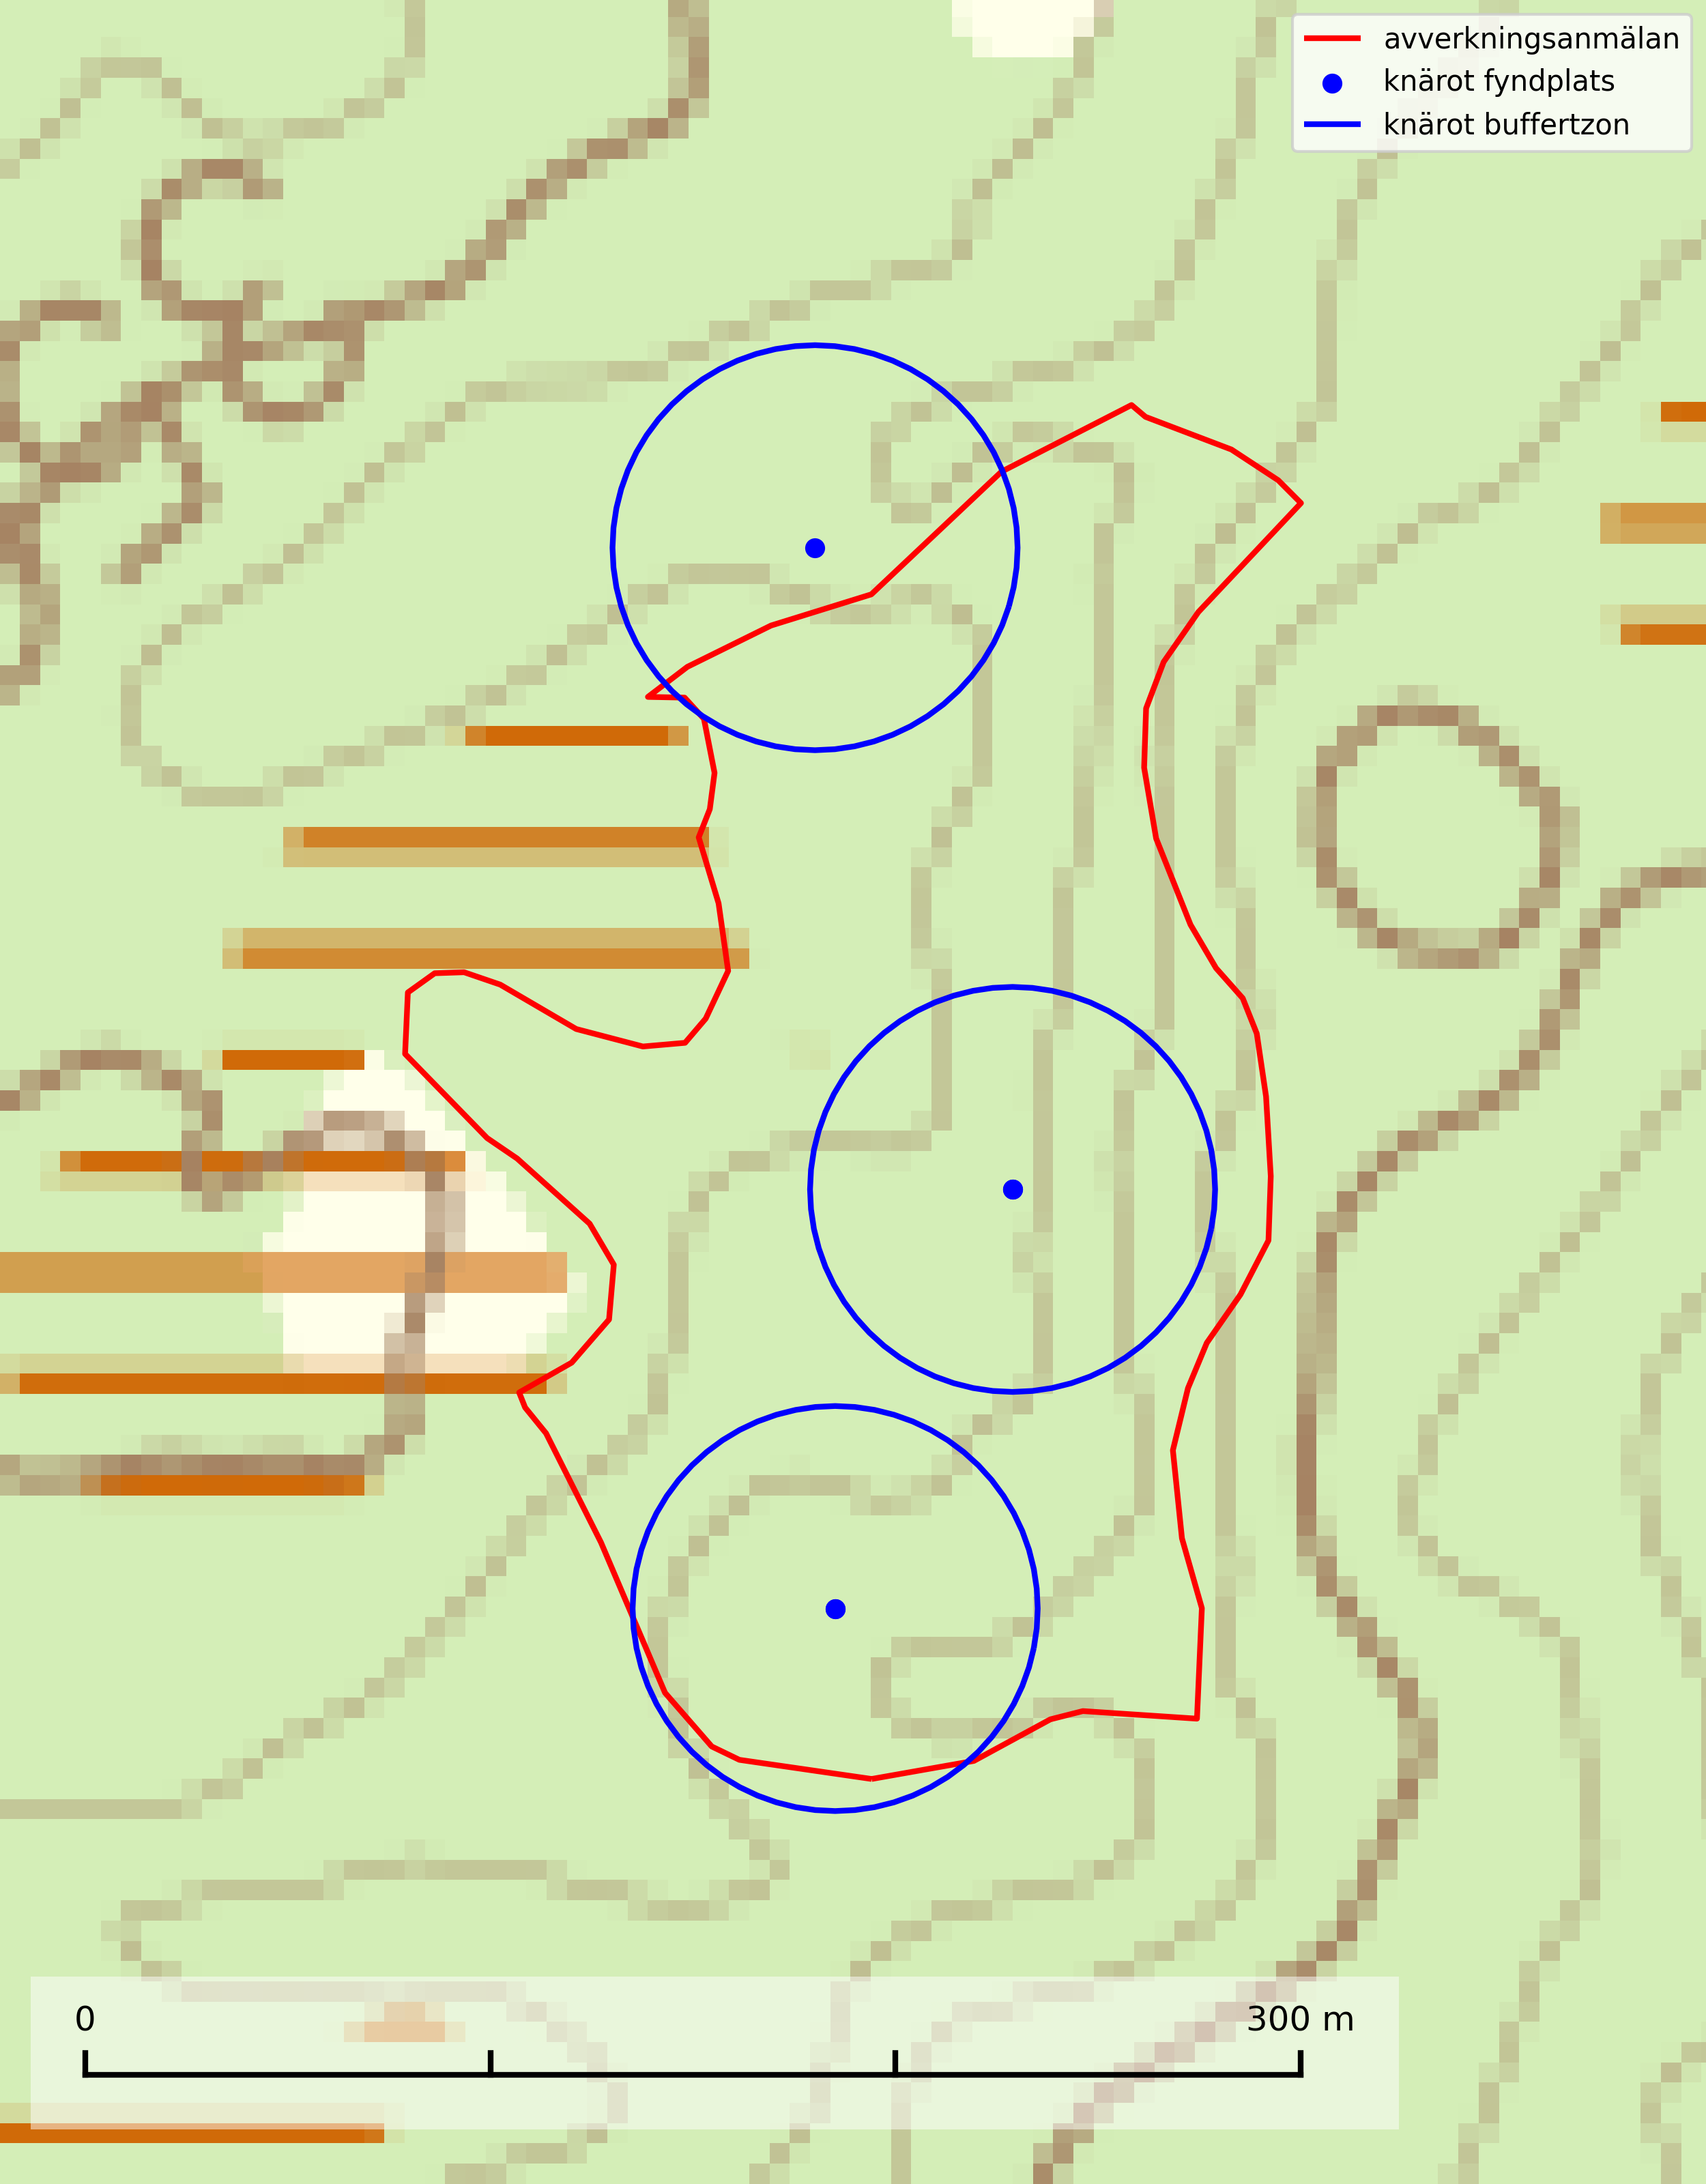 avverkningsanmälan
knärot fyndplats
knärot buffertzon
0 300 m